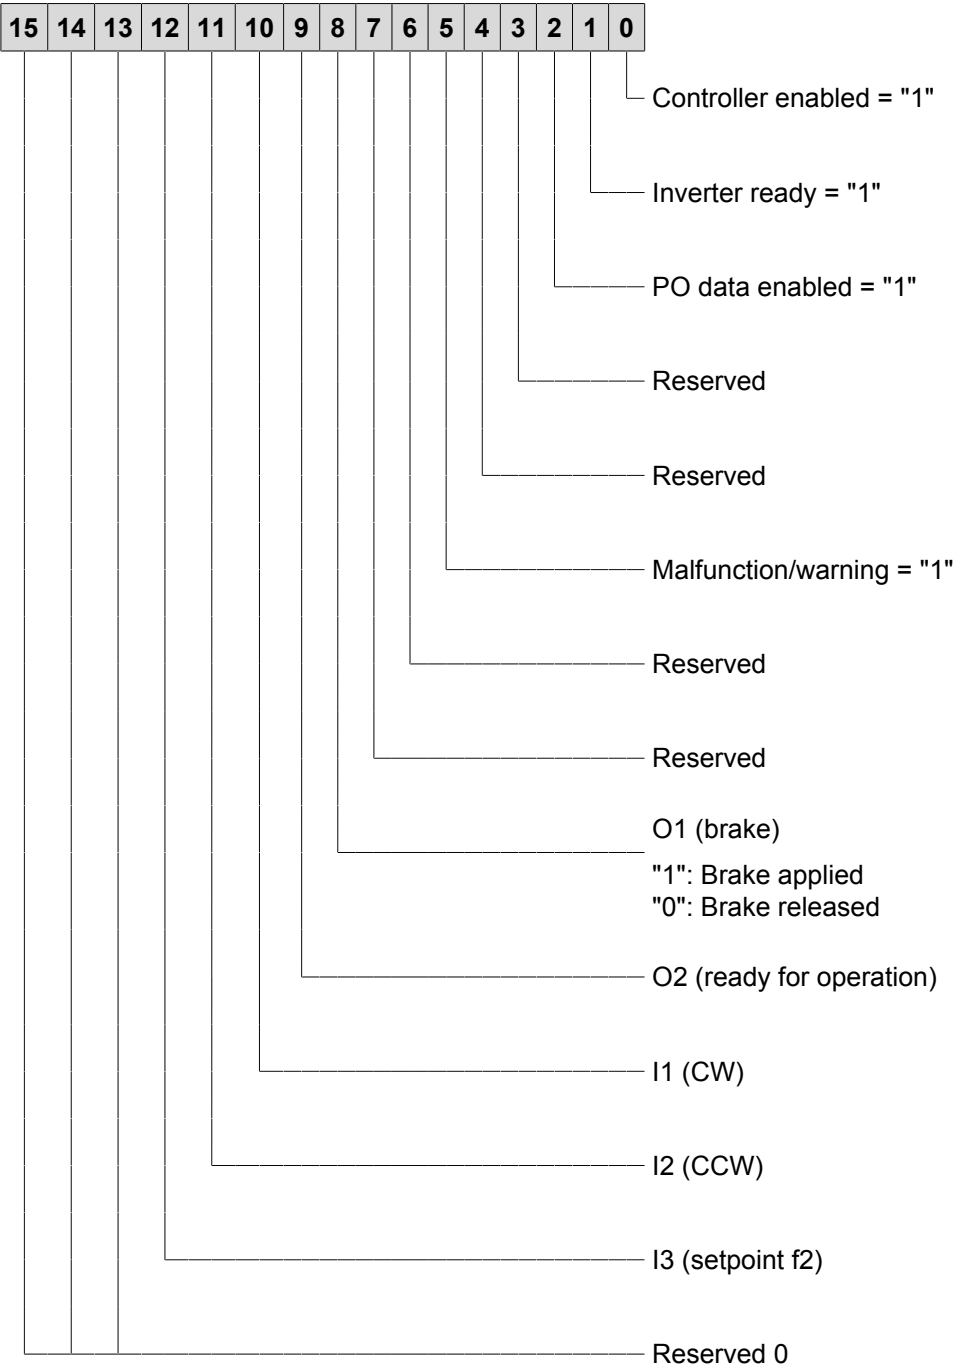 15 14 13 12 11 10 9 8 7 6 5 4 3 2 1 0
Controller enabled = "1"
Inverter ready = "1"
PO data enabled = "1"
Reserved
Reserved
Malfunction/warning = "1"
Reserved
Reserved
O1 (brake)
"1": Brake applied
"0": Brake released
O2 (ready for operation)
I1 (CW)
I2 (CCW)
I3 (setpoint f2)
Reserved 0